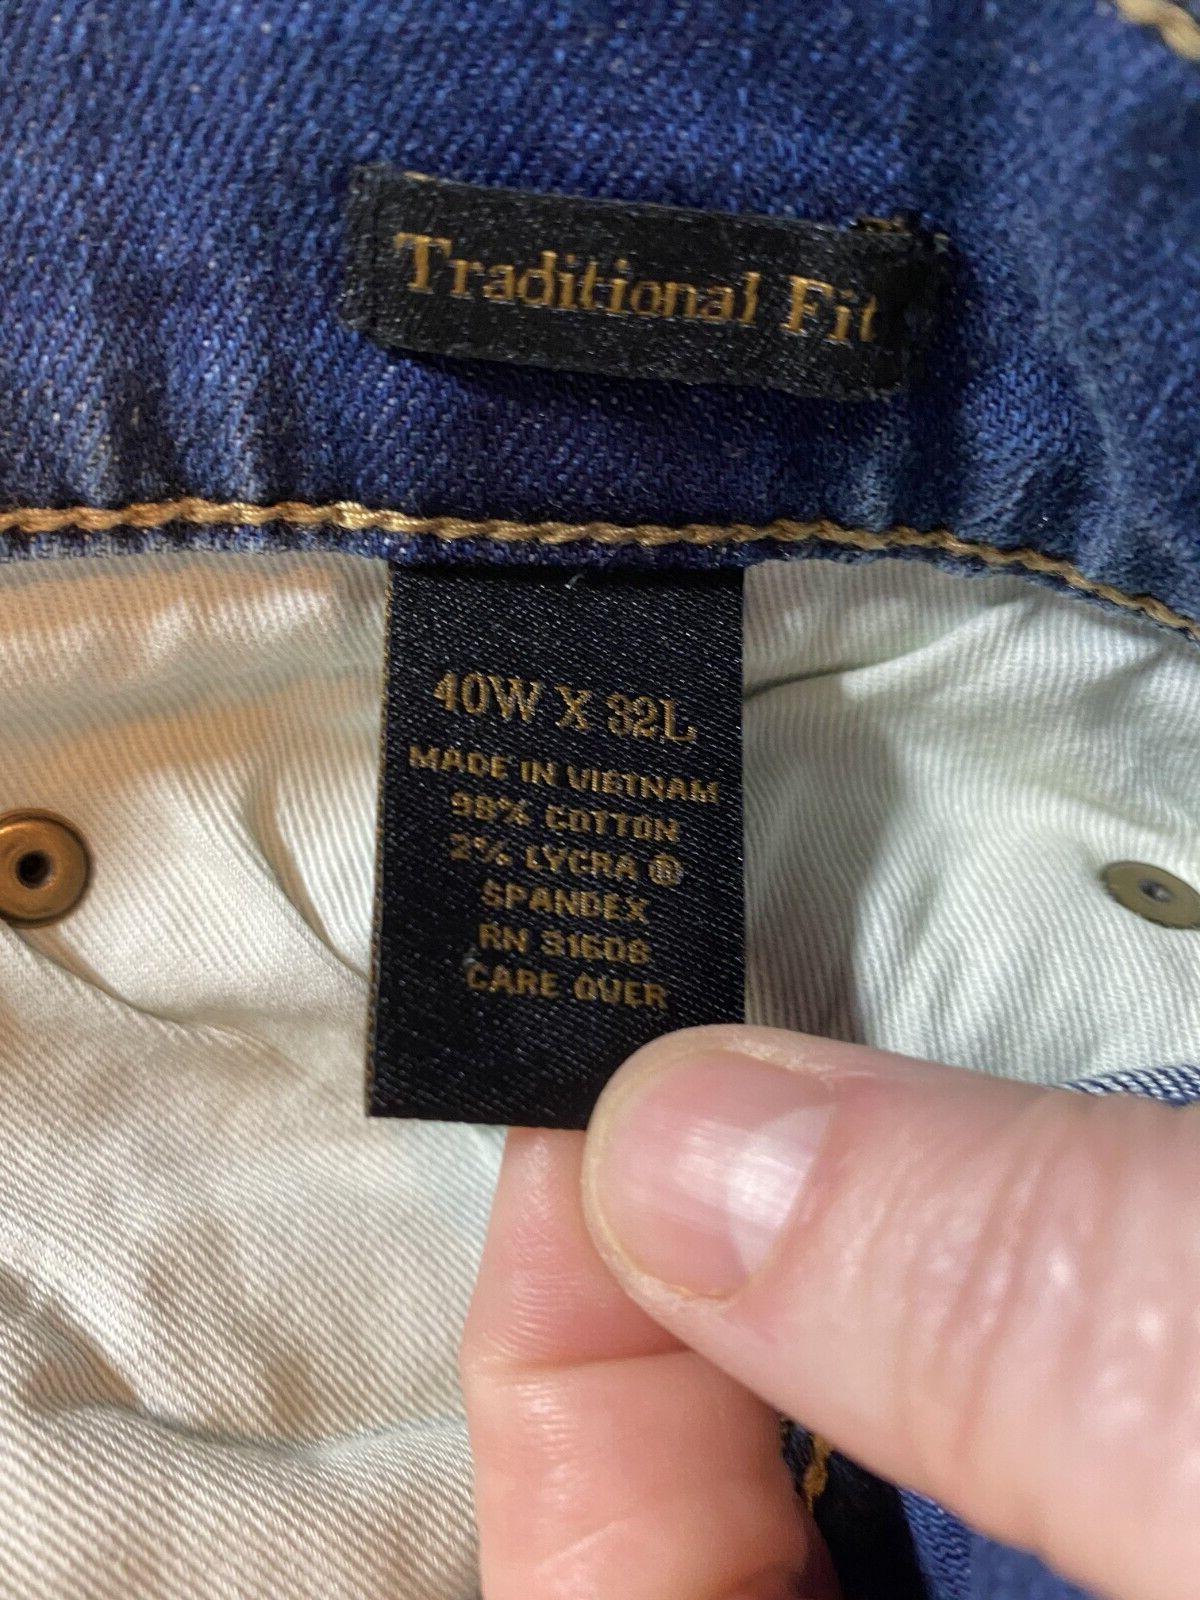 Traditional Fit
40W X 32L
MADE IN VIETNAM
98% COTTON
2% LYCRA ®
SPANDEX
RN 31608
CARE OVER